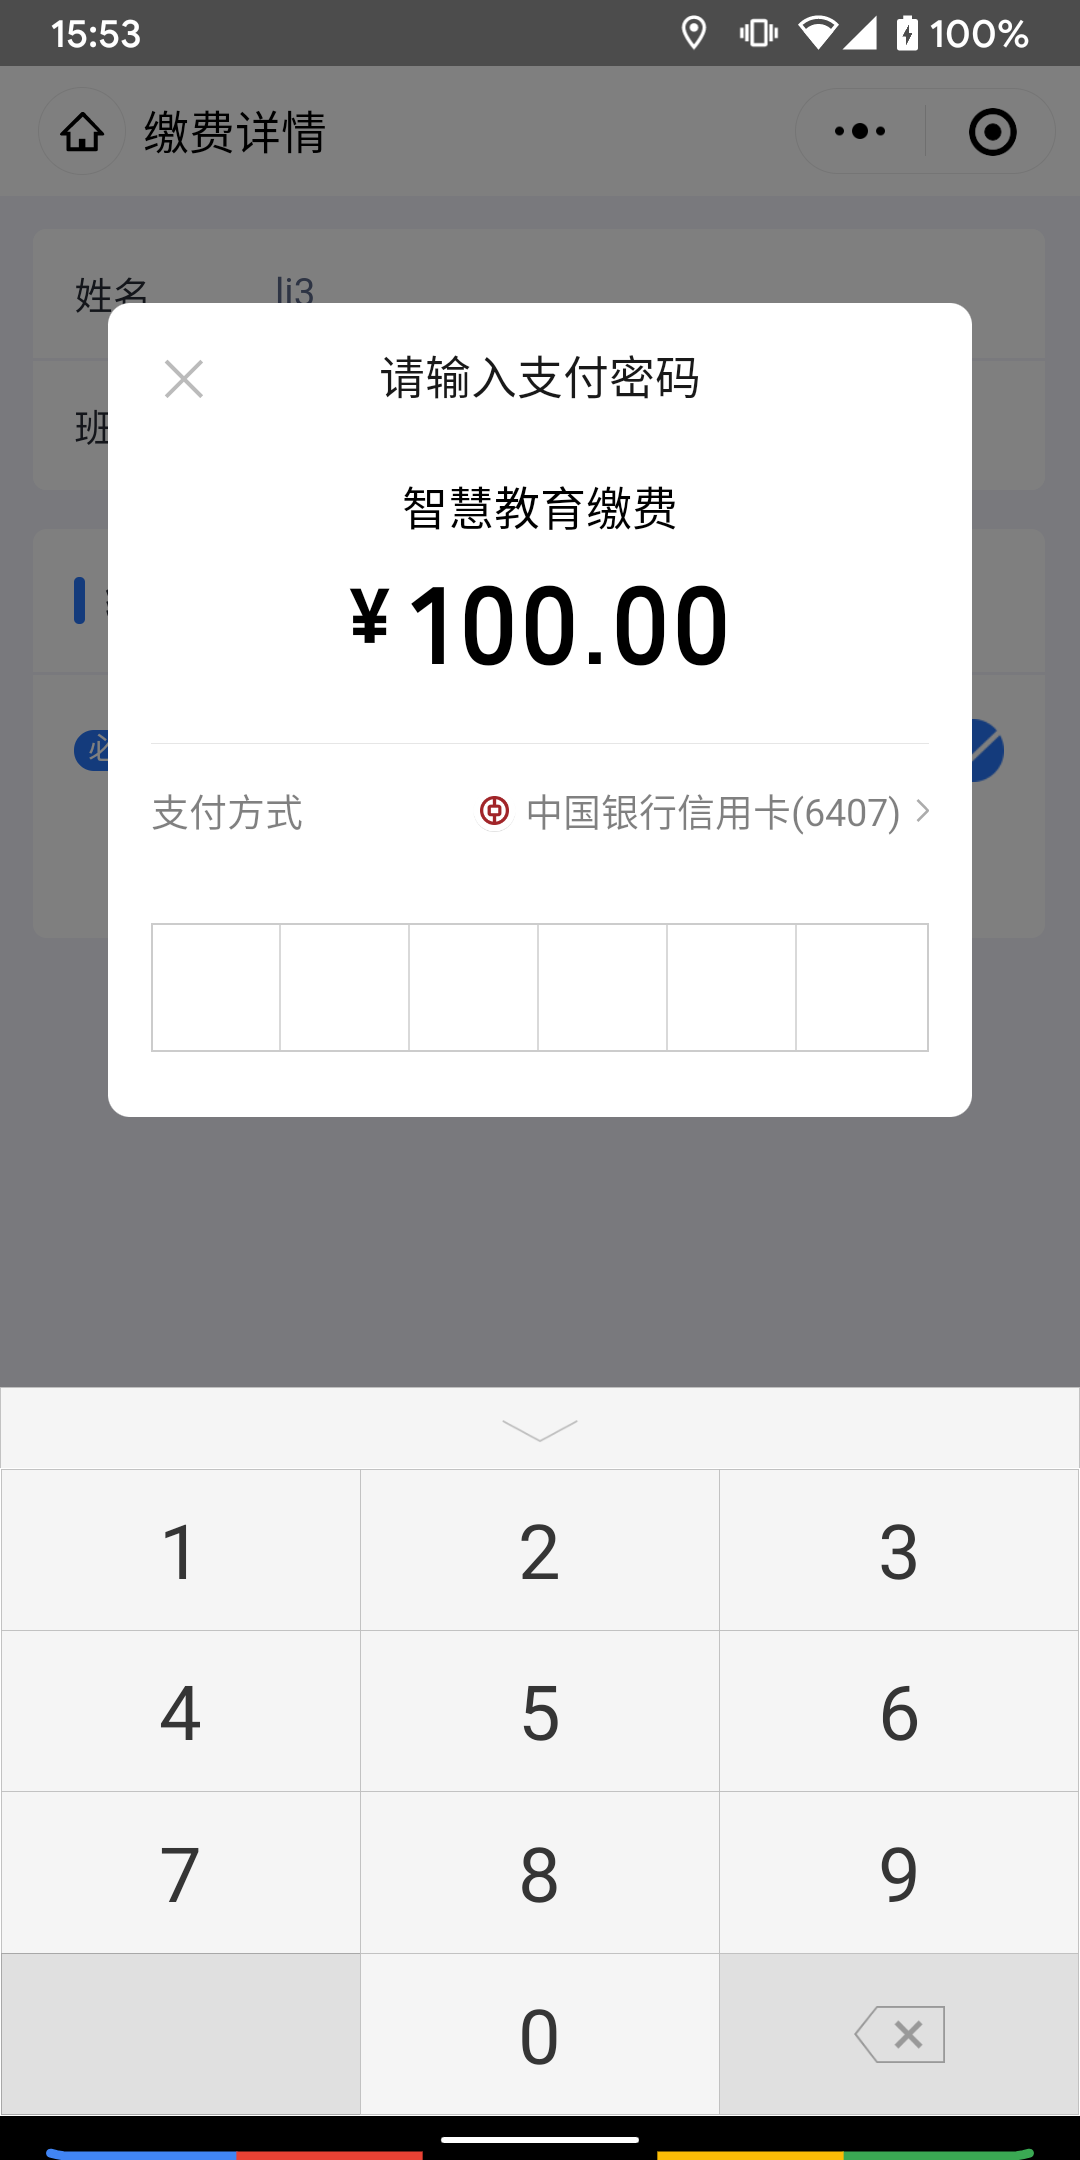 15:53
100%
缴费详情
姓名 li3
班
请输入支付密码
智慧教育缴费
¥100.00
必
支付方式 中国银行信用卡(6407)
1 2 3
4 5 6
7 8 9
0